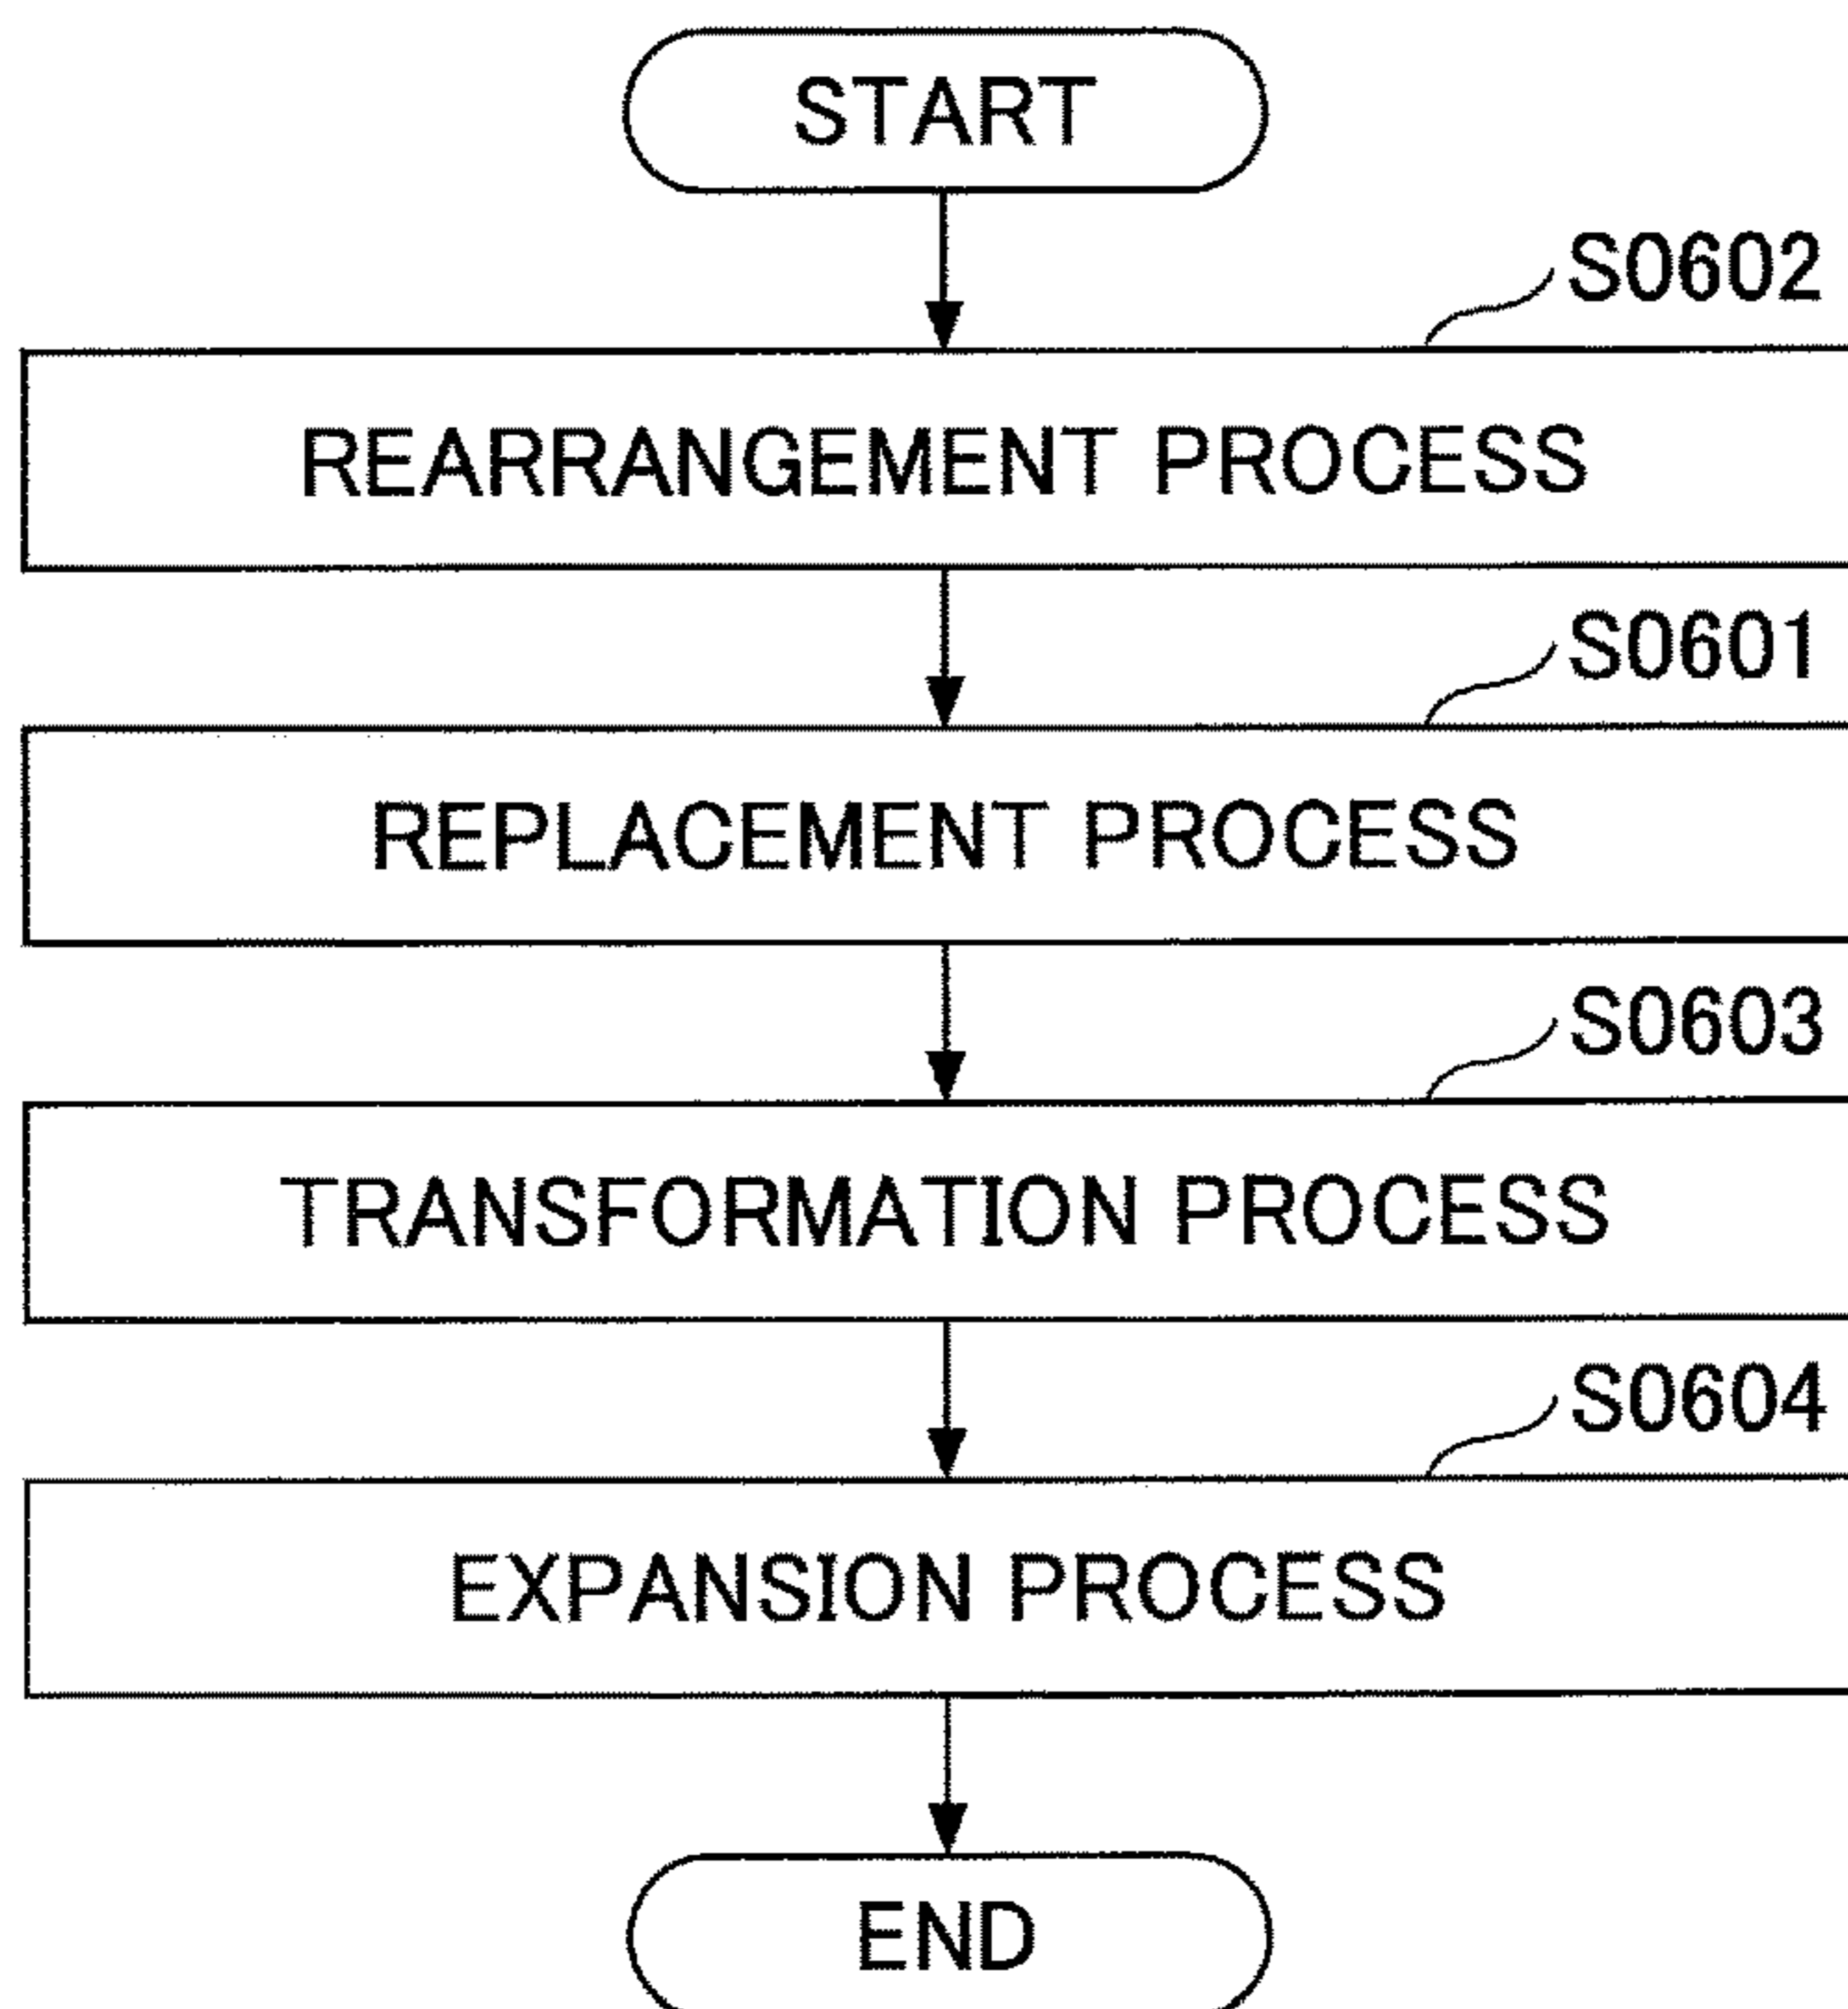 START
S0602
REARRANGEMENT PROCESS
S0601
REPLACEMENT PROCESS
S0603
TRANSFORMATION PROCESS
S0604
EXPANSION PROCESS
END